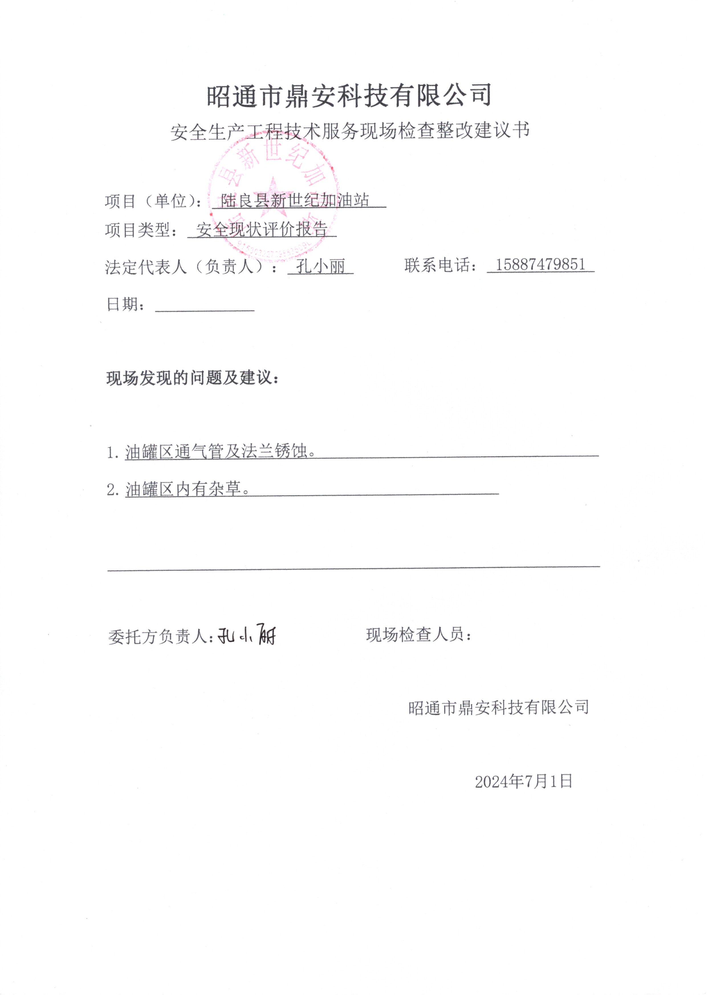 昭通市鼎安科技有限公司
安全生产工程技术服务现场检查整改建议书
县新世纪加
项目（单位）： 陆良县新世纪加油站
项目类型： 安全现状评价报告
法定代表人（负责人）： 孔小丽 联系电话： 15887479851
日期：
现场发现的问题及建议：
1. 油罐区通气管及法兰锈蚀。
2. 油罐区内有杂草。
委托方负责人：孔小丽 现场检查人员：
昭通市鼎安科技有限公司
2024年7月1日